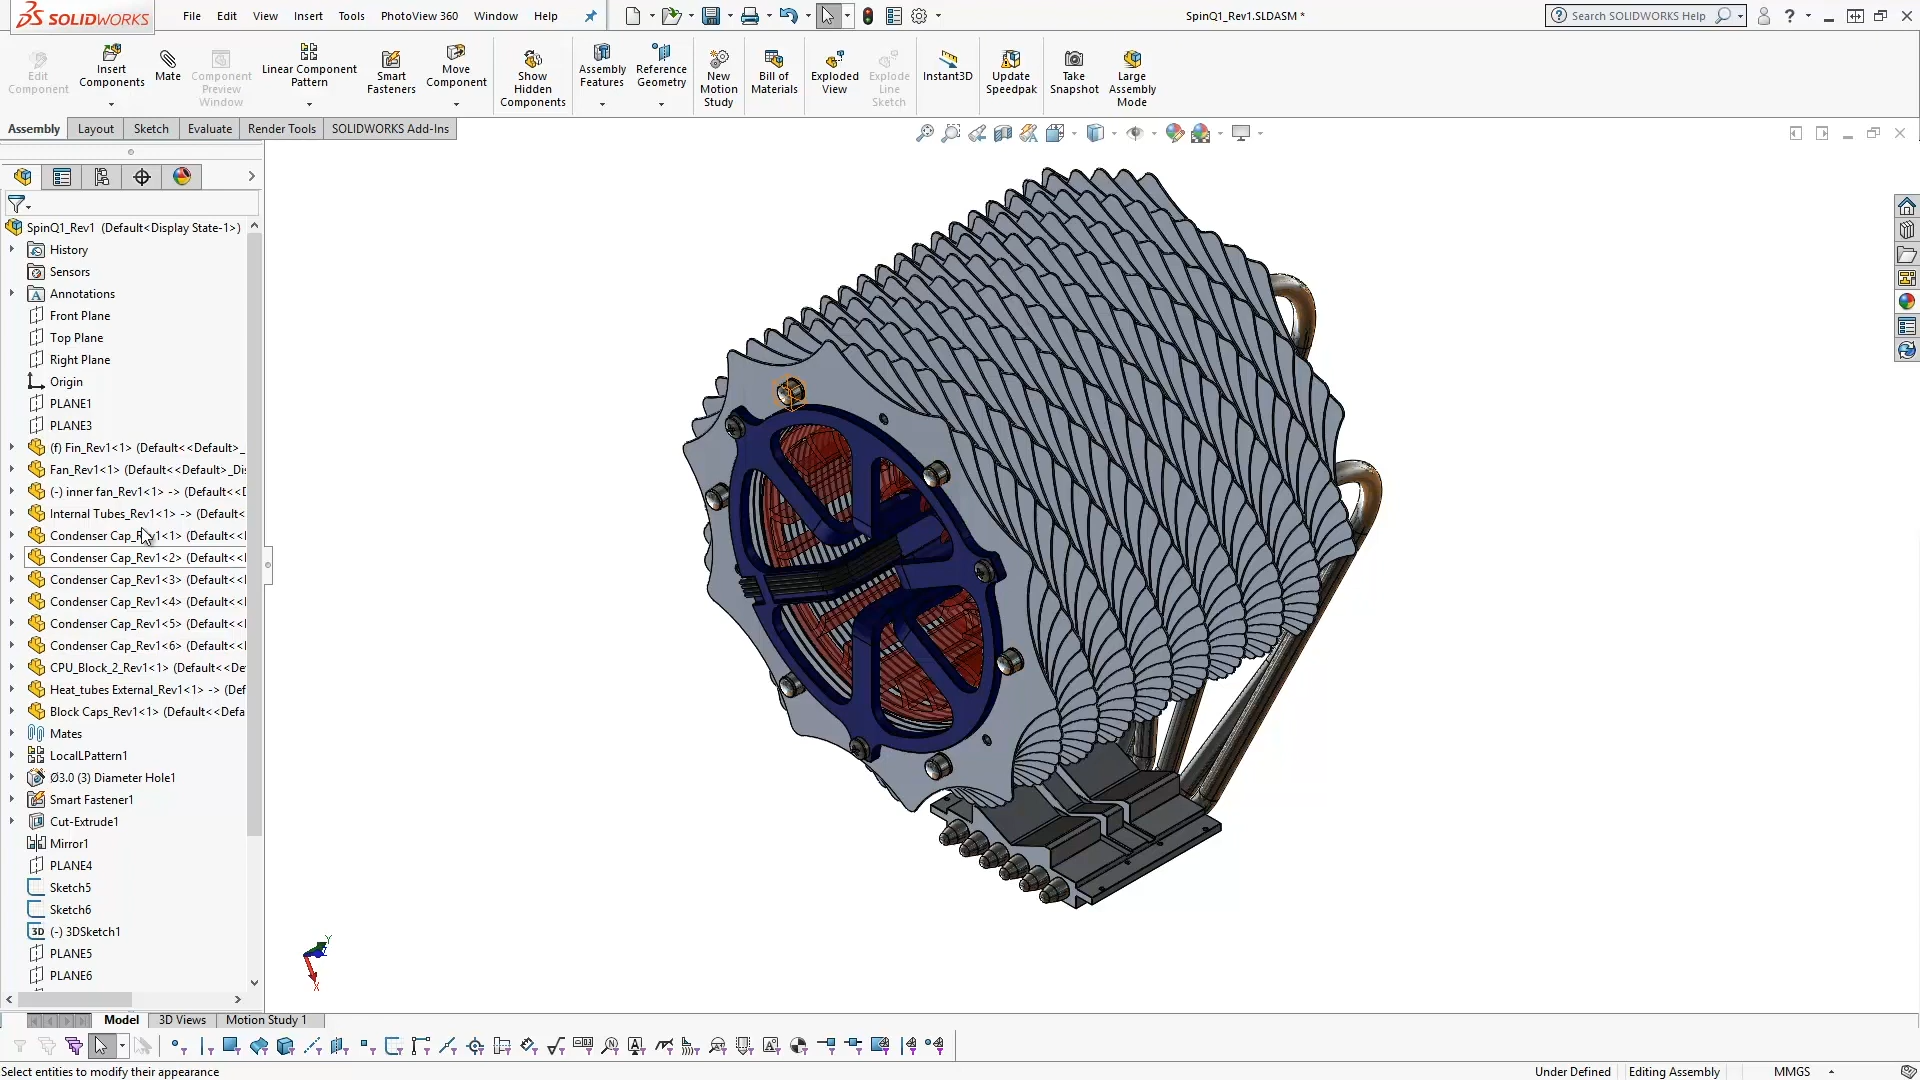 SOLIDWORKS File Edit View Insert Tools PhotoView 360 Window Help SpinQ1_Rev1.SLDASM * Search SOLIDWORKS Help
Edit Component
Insert Components
Mate
Component Preview Window
Linear Component Pattern
Smart Fasteners
Move Component
Show Hidden Components
Assembly Features
Reference Geometry
New Motion Study
Bill of Materials
Exploded View
Explode Line Sketch
Instant3D
Update Speedpak
Take Snapshot
Large Assembly Mode
Assembly Layout Sketch Evaluate Render Tools SOLIDWORKS Add-Ins
SpinQ1_Rev1 (Default<Display State-1>)
History
Sensors
Annotations
Front Plane
Top Plane
Right Plane
Origin
PLANE1
PLANE3
(f) Fin_Rev1<1> (Default<<Default>_
Fan_Rev1<1> (Default<<Default>_Di
(-) inner fan_Rev1<1> -> (Default<<D
Internal Tubes_Rev1<1> -> (Default<
Condenser Cap_Rev1<1> (Default<<
Condenser Cap_Rev1<2> (Default<<
Condenser Cap_Rev1<3> (Default<<
Condenser Cap_Rev1<4> (Default<<
Condenser Cap_Rev1<5> (Default<<
Condenser Cap_Rev1<6> (Default<<
CPU_Block_2_Rev1<1> (Default<<De
Heat_tubes External_Rev1<1> -> (Def
Block Caps_Rev1<1> (Default<<Defa
Mates
LocalLPattern1
Ø3.0 (3) Diameter Hole1
Smart Fastener1
Cut-Extrude1
Mirror1
PLANE4
Sketch5
Sketch6
3D (-) 3DSketch1
PLANE5
PLANE6
Y
X
Model 3D Views Motion Study 1
Select entities to modify their appearance Under Defined Editing Assembly MMGS